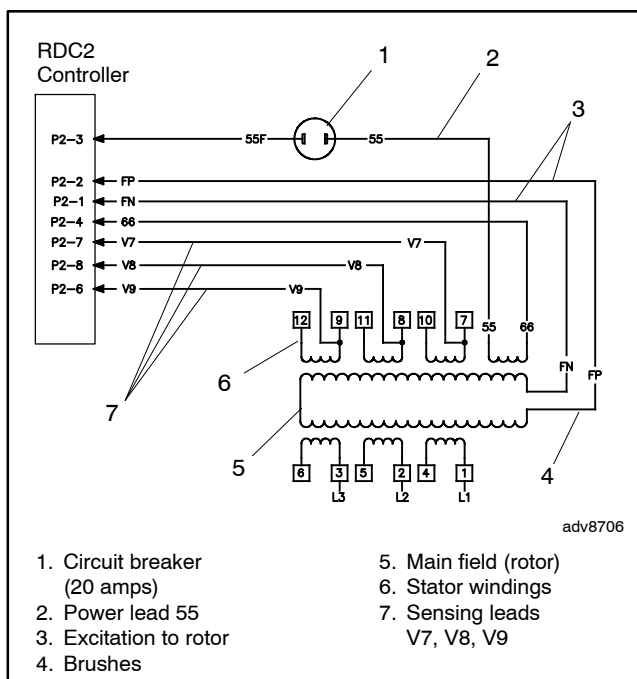 RDC2
Controller
1
2
3
P2-3
55F
55
P2-2
FP
P2-1
FN
P2-4
66
P2-7
V7
V7
P2-8
V8
V8
P2-6
V9
V9
12
9
11
8
10
7
55
66
6
FN
FP
7
5
4
6
3
5
2
4
1
L3
L2
L1
adv8706
1. Circuit breaker
(20 amps)
2. Power lead 55
3. Excitation to rotor
4. Brushes
5. Main field (rotor)
6. Stator windings
7. Sensing leads
V7, V8, V9